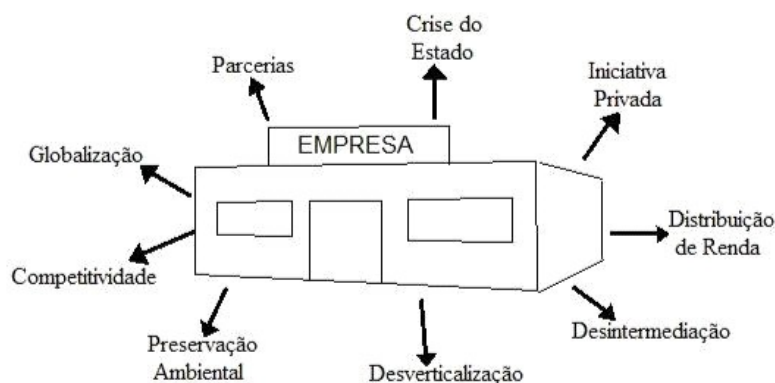 Crise do
Estado
Parcerias
Iniciativa
Privada
EMPRESA
Globalização
Distribuição
de Renda
Competitividade
Desintermediação
Preservação
Ambiental
Desverticalização